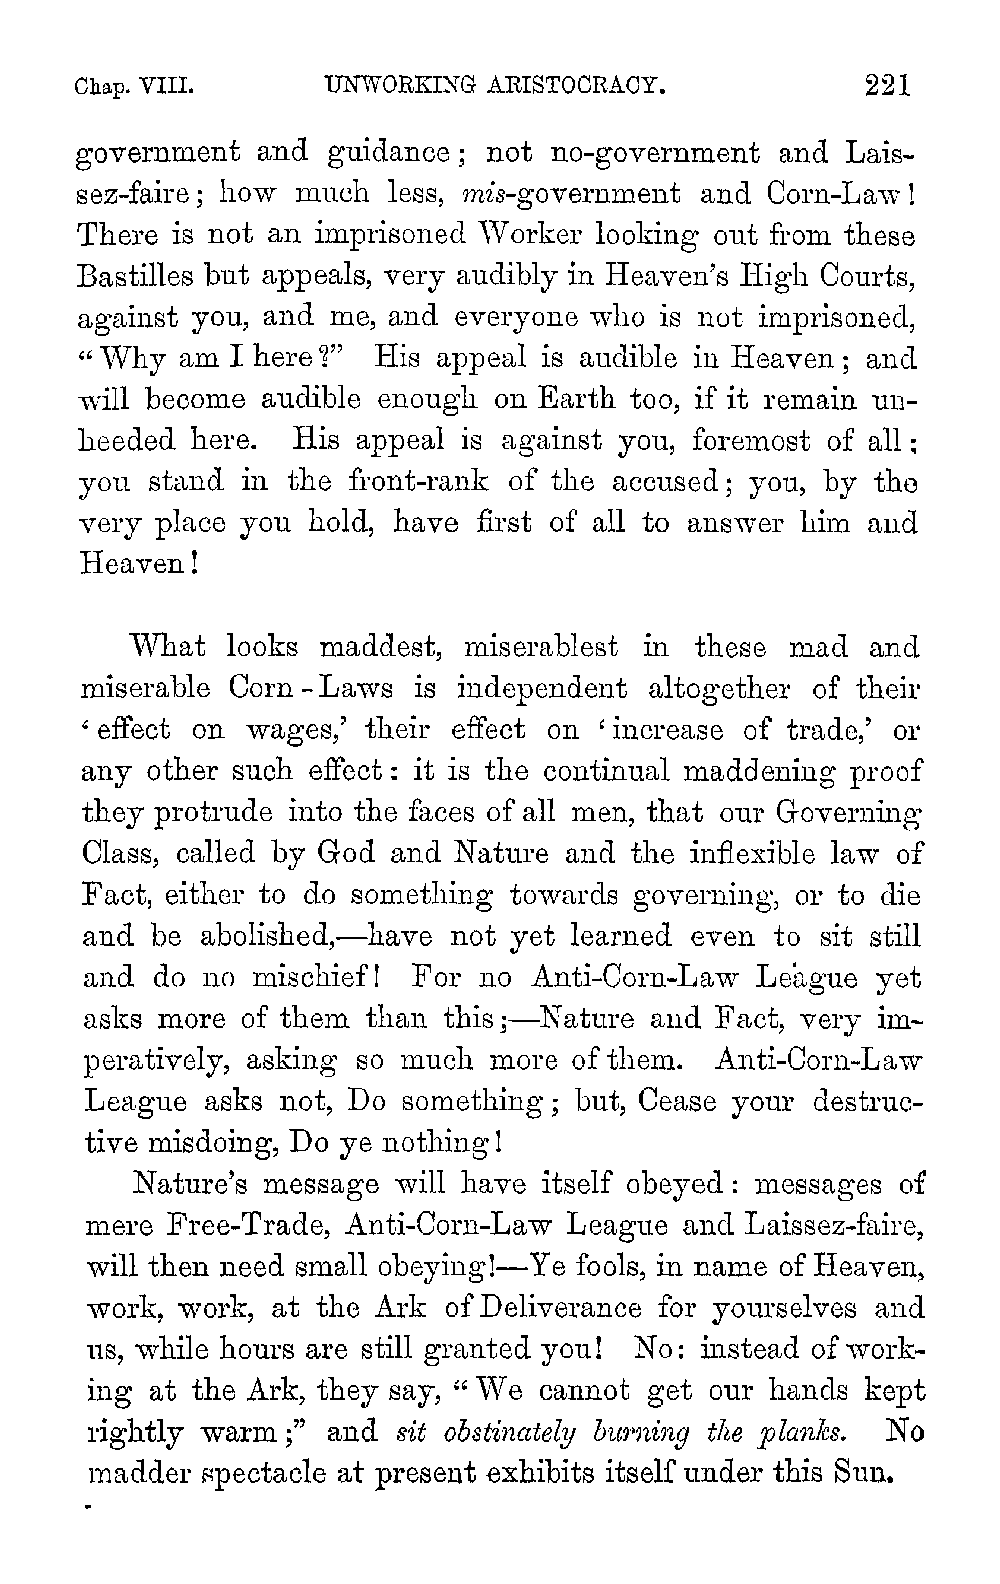 Chap. VIII. UNWORKING ARISTOCRACY. 221
government and guidance; not no-government and Lais-
sez-faire; how much less, mis-government and Corn-Law!
There is not an imprisoned Worker looking out from these
Bastilles but appeals, very audibly in Heaven's High Courts,
against you, and me, and everyone who is not imprisoned,
“Why am I here?” His appeal is audible in Heaven; and
will become audible enough on Earth too, if it remain un-
heeded here. His appeal is against you, foremost of all;
you stand in the front-rank of the accused; you, by the
very place you hold, have first of all to answer him and
Heaven!
What looks maddest, miserablest in these mad and
miserable Corn-Laws is independent altogether of their
‘effect on wages,’ their effect on ‘increase of trade,’ or
any other such effect: it is the continual maddening proof
they protrude into the faces of all men, that our Governing
Class, called by God and Nature and the inflexible law of
Fact, either to do something towards governing, or to die
and be abolished,—have not yet learned even to sit still
and do no mischief! For no Anti-Corn-Law League yet
asks more of them than this;—Nature and Fact, very im-
peratively, asking so much more of them. Anti-Corn-Law
League asks not, Do something; but, Cease your destruc-
tive misdoing, Do ye nothing!
Nature's message will have itself obeyed: messages of
mere Free-Trade, Anti-Corn-Law League and Laissez-faire,
will then need small obeying!—Ye fools, in name of Heaven,
work, work, at the Ark of Deliverance for yourselves and
us, while hours are still granted you! No: instead of work-
ing at the Ark, they say, “We cannot get our hands kept
rightly warm;” and sit obstinately burning the planks. No
madder spectacle at present exhibits itself under this Sun.